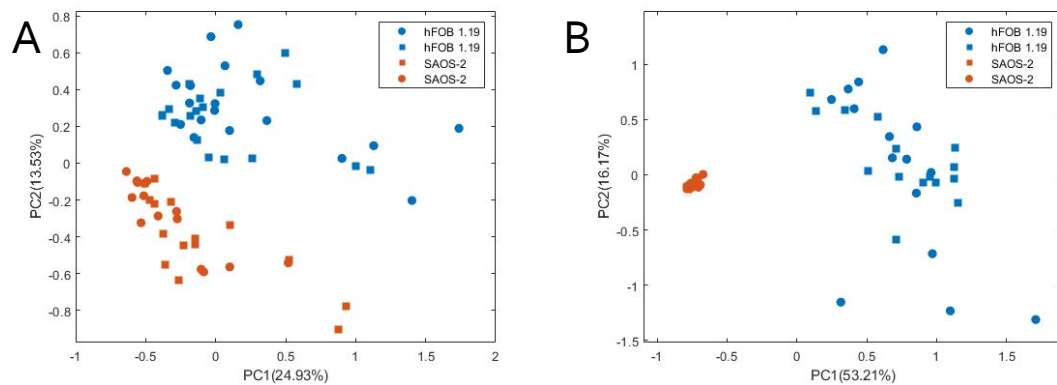 A
0.8
0.6
0.4
0.2
0
-0.2
-0.4
-0.6
-0.8
PC2(13.53%)
-1
-0.5
0
0.5
1
1.5
2
PC1(24.93%)
hFOB 1.19
hFOB 1.19
SAOS-2
SAOS-2
B
1
0.5
0
-0.5
-1
-1.5
PC2(16.17%)
-1
-0.5
0
0.5
1
1.5
PC1(53.21%)
hFOB 1.19
hFOB 1.19
SAOS-2
SAOS-2